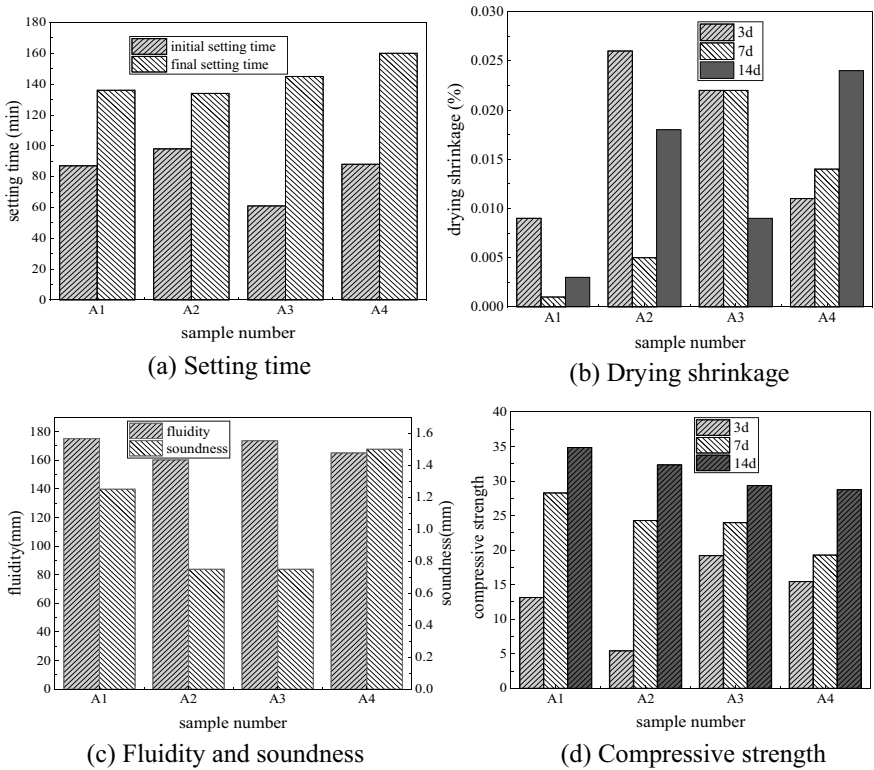 180
160
140
120
100
80
60
40
20
0
setting time (min)
initial setting time
final setting time
A1 A2 A3 A4
sample number
(a) Setting time
0.030
0.025
0.020
0.015
0.010
0.005
0.000
drying shrinkage (%)
3d
7d
14d
A1 A2 A3 A4
sample number
(b) Drying shrinkage
180
160
140
120
100
80
60
40
20
0
fluidity(mm)
fluidity
soundness
1.6
1.4
1.2
1.0
0.8
0.6
0.4
0.2
0.0
soundness(mm)
A1 A2 A3 A4
sample number
(c) Fluidity and soundness
40
35
30
25
20
15
10
5
0
compressive strength
3d
7d
14d
A1 A2 A3 A4
sample number
(d) Compressive strength